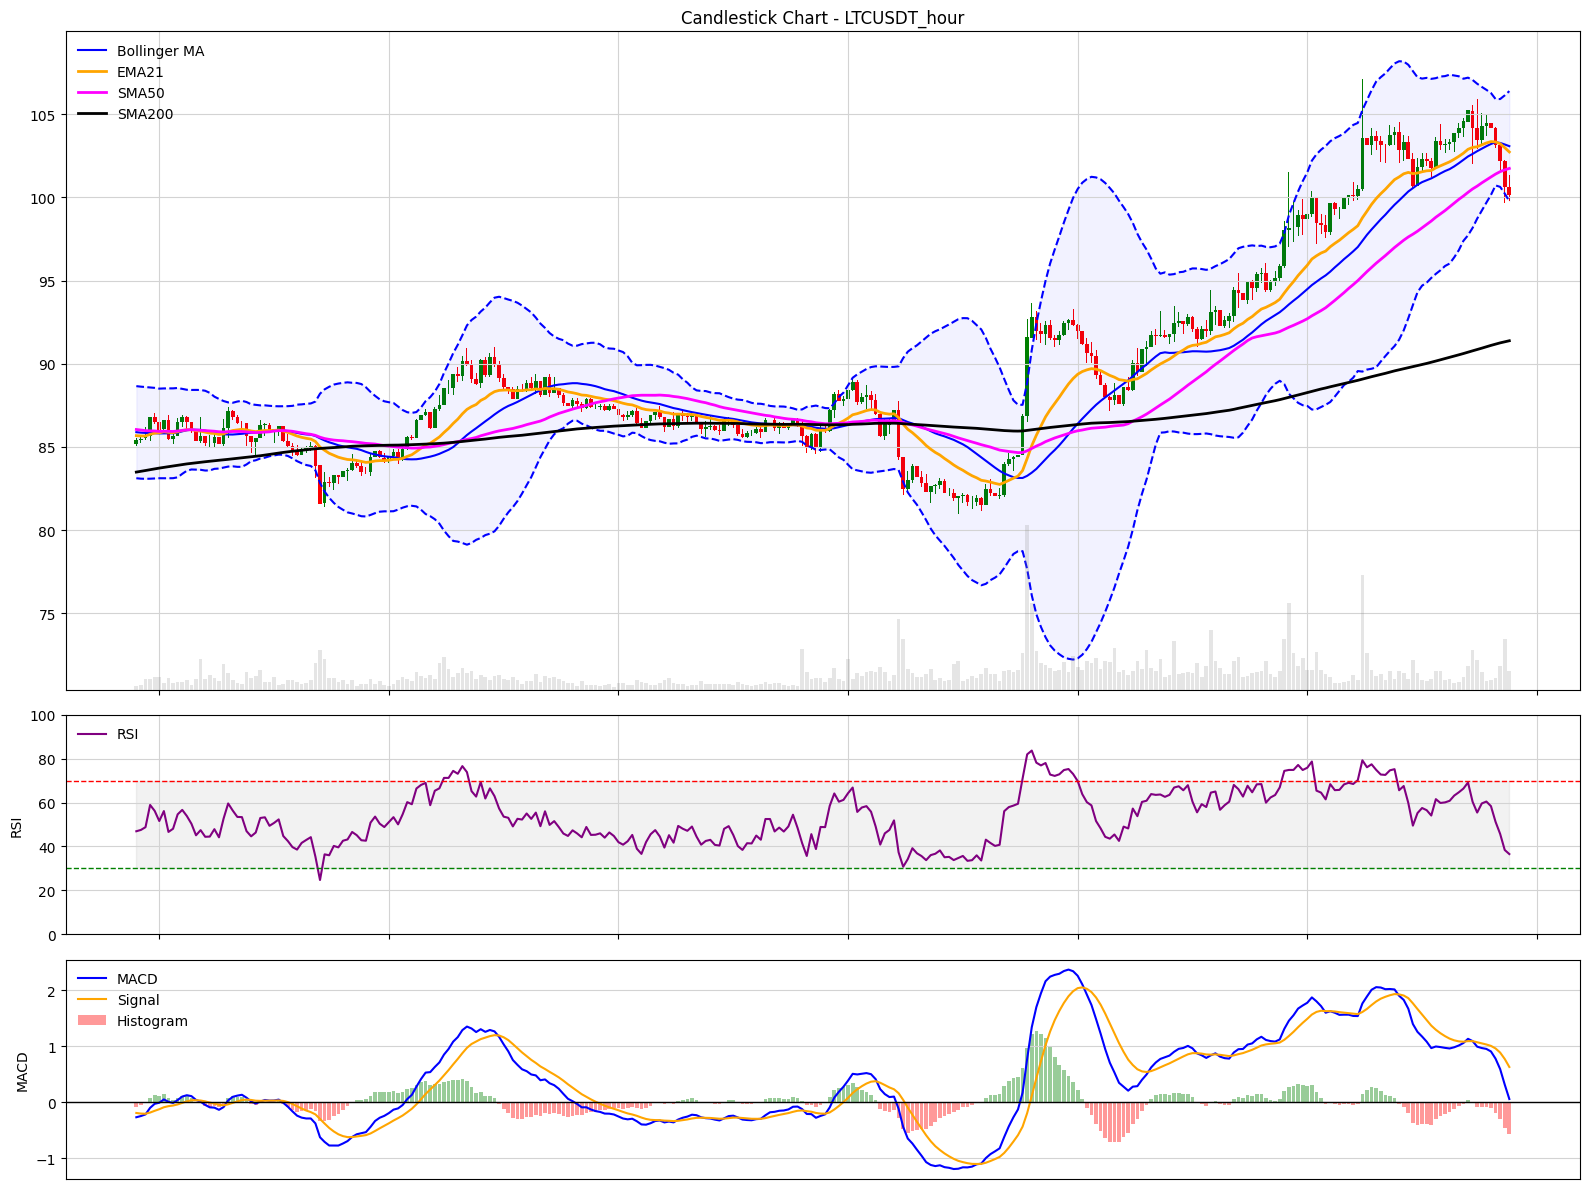 Candlestick Chart - LTCUSDT_hour
Bollinger MA
EMA21
SMA50
SMA200
105
100
95
90
85
80
75
100
RSI
80
60
40
20
0
RSI
MACD
Signal
Histogram
2
1
0
−1
MACD